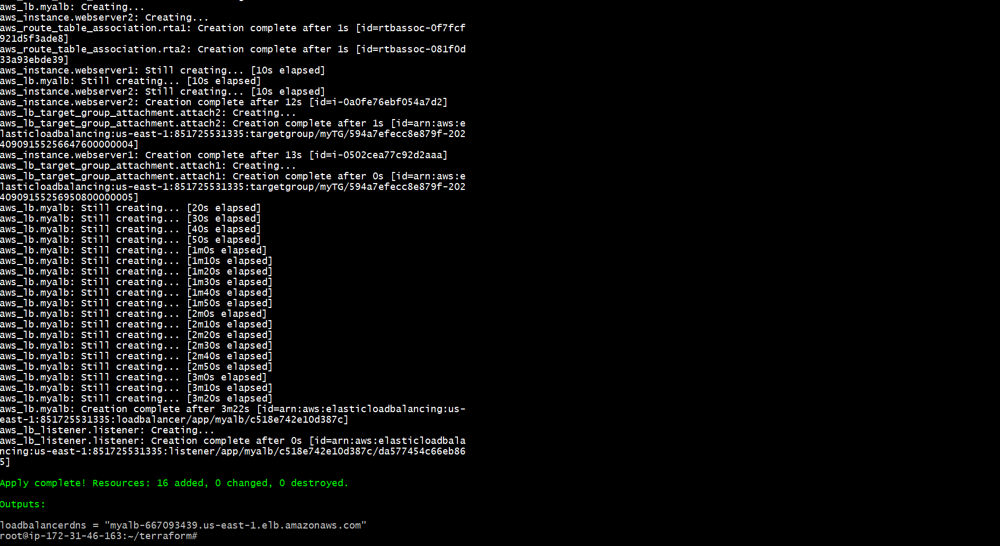 aws_lb.myalb: Creating...
aws_instance.webserver2: Creating...
aws_route_table_association.rta1: Creation complete after 1s [id=rtbassoc-0f7fcf
921d5f3ade8]
aws_route_table_association.rta2: Creation complete after 1s [id=rtbassoc-081f0d
33a93ebde39]
aws_instance.webserver1: Still creating... [10s elapsed]
aws_lb.myalb: Still creating... [10s elapsed]
aws_instance.webserver2: Still creating... [10s elapsed]
aws_instance.webserver2: Creation complete after 12s [id=i-0a0fe76ebf054a7d2]
aws_lb_target_group_attachment.attach2: Creating...
aws_lb_target_group_attachment.attach2: Creation complete after 1s [id=arn:aws:e
lasticloadbalancing:us-east-1:851725531335:targetgroup/myTG/594a7efecc8e879f-202
40909155256647600000004]
aws_instance.webserver1: Creation complete after 13s [id=i-0502cea77c92d2aaa]
aws_lb_target_group_attachment.attach1: Creating...
aws_lb_target_group_attachment.attach1: Creation complete after 0s [id=arn:aws:e
lasticloadbalancing:us-east-1:851725531335:targetgroup/myTG/594a7efecc8e879f-202
40909155256950800000005]
aws_lb.myalb: Still creating... [20s elapsed]
aws_lb.myalb: Still creating... [30s elapsed]
aws_lb.myalb: Still creating... [40s elapsed]
aws_lb.myalb: Still creating... [50s elapsed]
aws_lb.myalb: Still creating... [1m0s elapsed]
aws_lb.myalb: Still creating... [1m10s elapsed]
aws_lb.myalb: Still creating... [1m20s elapsed]
aws_lb.myalb: Still creating... [1m30s elapsed]
aws_lb.myalb: Still creating... [1m40s elapsed]
aws_lb.myalb: Still creating... [1m50s elapsed]
aws_lb.myalb: Still creating... [2m0s elapsed]
aws_lb.myalb: Still creating... [2m10s elapsed]
aws_lb.myalb: Still creating... [2m20s elapsed]
aws_lb.myalb: Still creating... [2m30s elapsed]
aws_lb.myalb: Still creating... [2m40s elapsed]
aws_lb.myalb: Still creating... [2m50s elapsed]
aws_lb.myalb: Still creating... [3m0s elapsed]
aws_lb.myalb: Still creating... [3m10s elapsed]
aws_lb.myalb: Still creating... [3m20s elapsed]
aws_lb.myalb: Creation complete after 3m22s [id=arn:aws:elasticloadbalancing:us-
east-1:851725531335:loadbalancer/app/myalb/c518e742e10d387c]
aws_lb_listener.listener: Creating...
aws_lb_listener.listener: Creation complete after 0s [id=arn:aws:elasticloadbala
ncing:us-east-1:851725531335:listener/app/myalb/c518e742e10d387c/da577454c66eb86
5]
Apply complete! Resources: 16 added, 0 changed, 0 destroyed.
Outputs:
loadbalancerdns = "myalb-667093439.us-east-1.elb.amazonaws.com"
root@ip-172-31-46-163:~/terraform#